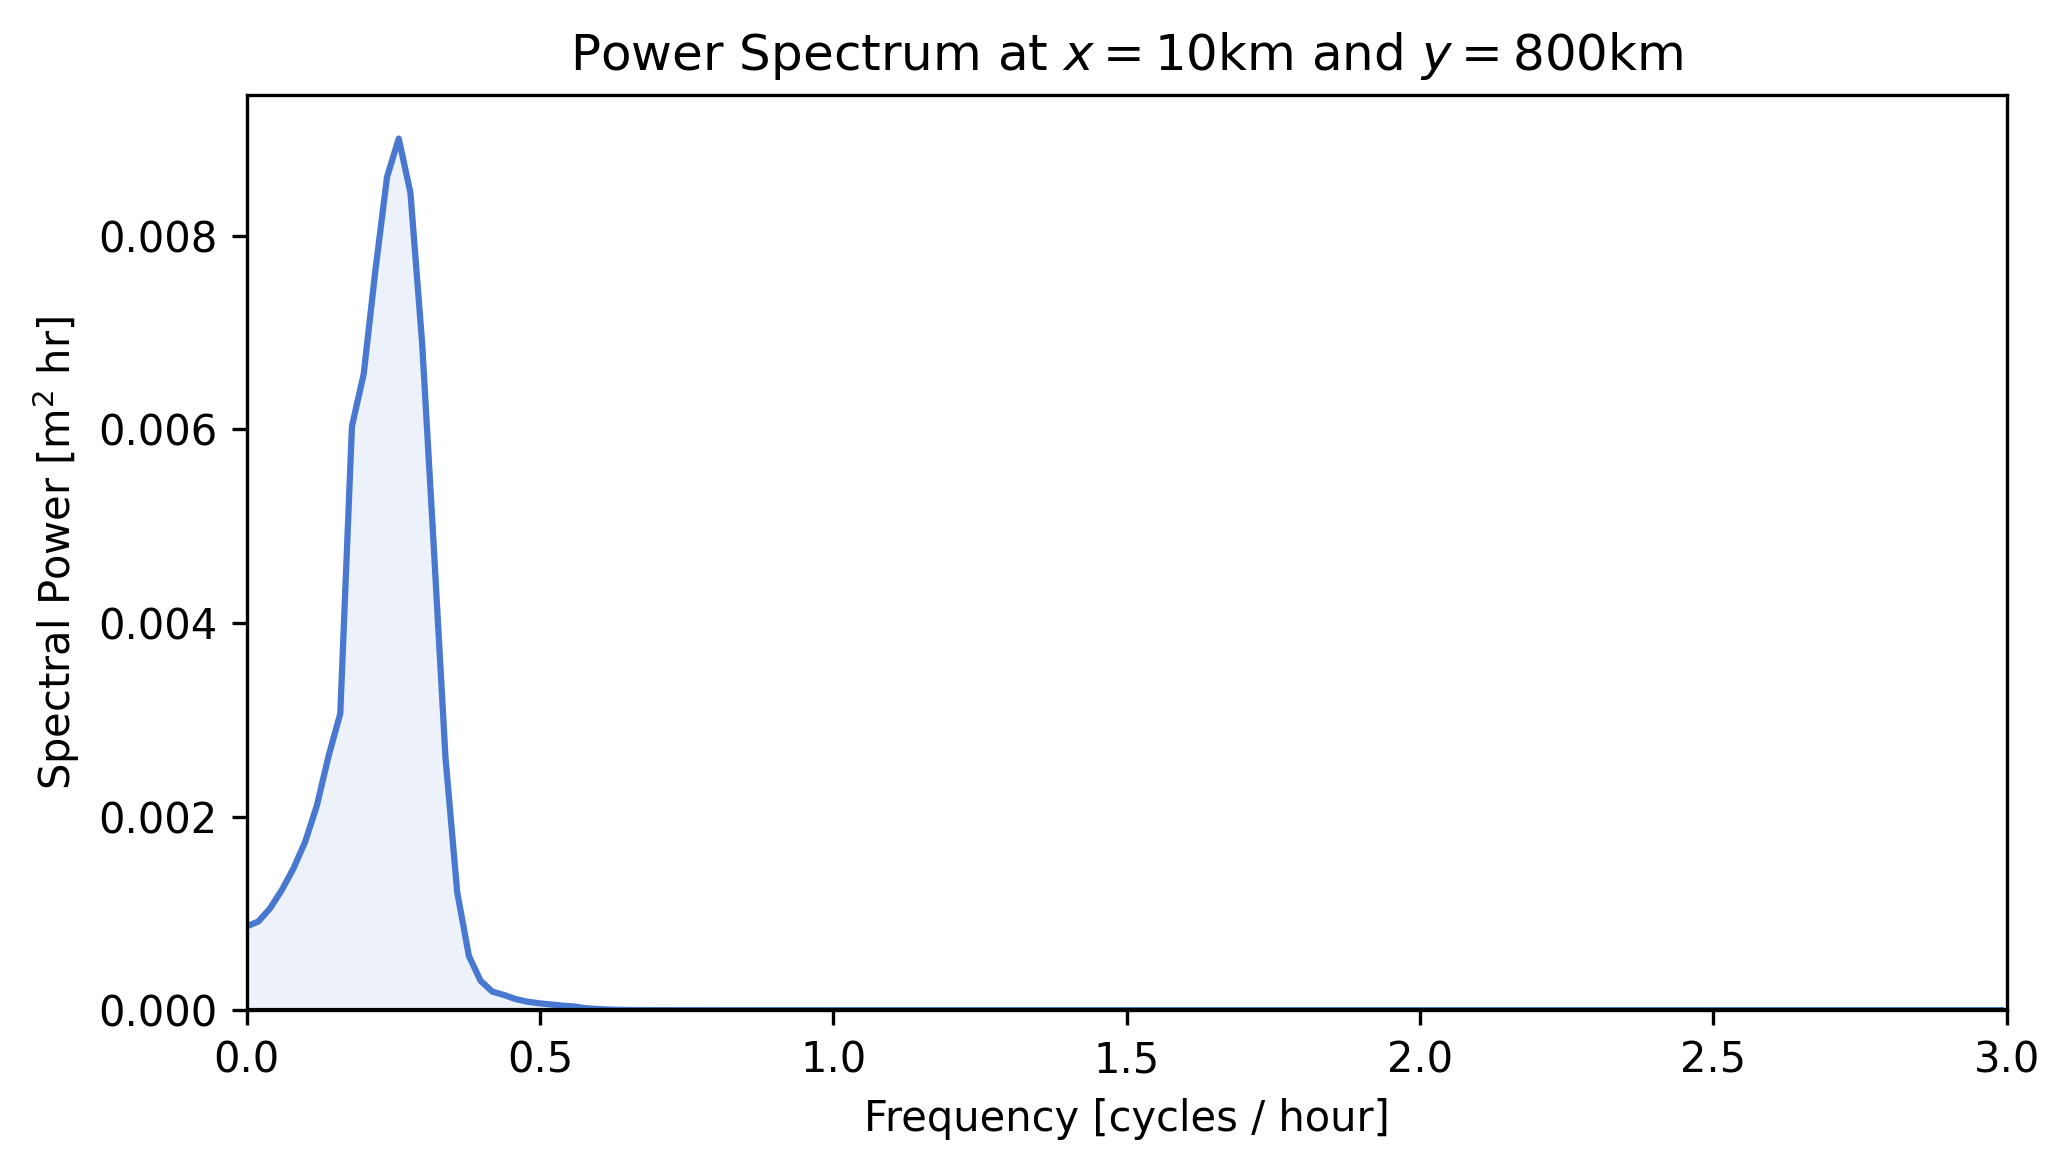 Power Spectrum at x = 10km and y = 800km
Spectral Power [m² hr]
0.008
0.006
0.004
0.002
0.000
0.0 0.5 1.0 1.5 2.0 2.5 3.0
Frequency [cycles / hour]